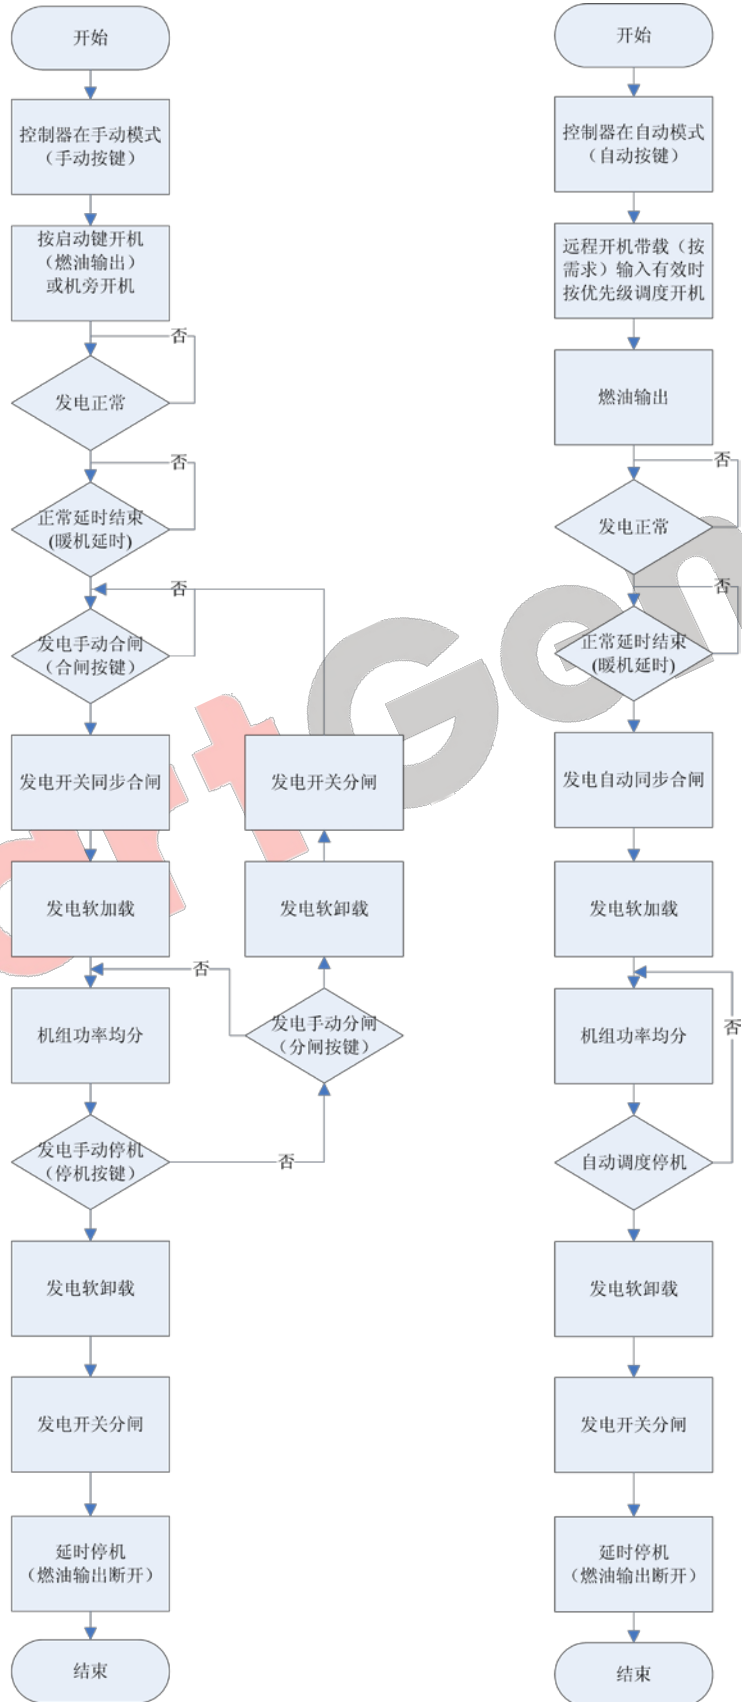 开始
控制器在手动模式
（手动按键）
按启动键开机
（燃油输出）
或机旁开机
否
发电正常
否
正常延时结束
(暖机延时)
否
发电手动合闸
（合闸按键）
发电开关同步合闸
发电开关分闸
发电软加载
发电软卸载
否
机组功率均分
发电手动分闸
（分闸按键）
发电手动停机
（停机按键）
否
发电软卸载
发电开关分闸
延时停机
（燃油输出断开）
结束
开始
控制器在自动模式
（自动按键）
远程开机带载（按
需求）输入有效时
按优先级调度开机
燃油输出
否
发电正常
否
正常延时结束
(暖机延时)
发电自动同步合闸
发电软加载
机组功率均分
否
自动调度停机
发电软卸载
发电开关分闸
延时停机
（燃油输出断开）
结束
artGen